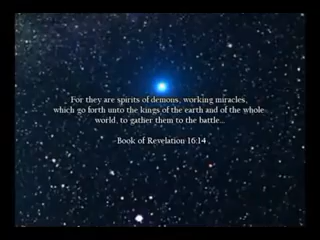 For they are spirits of demons, working miracles,
which go forth unto the kings of the earth and of the whole
world, to gather them to the battle...
-Book of Revelation 16:14